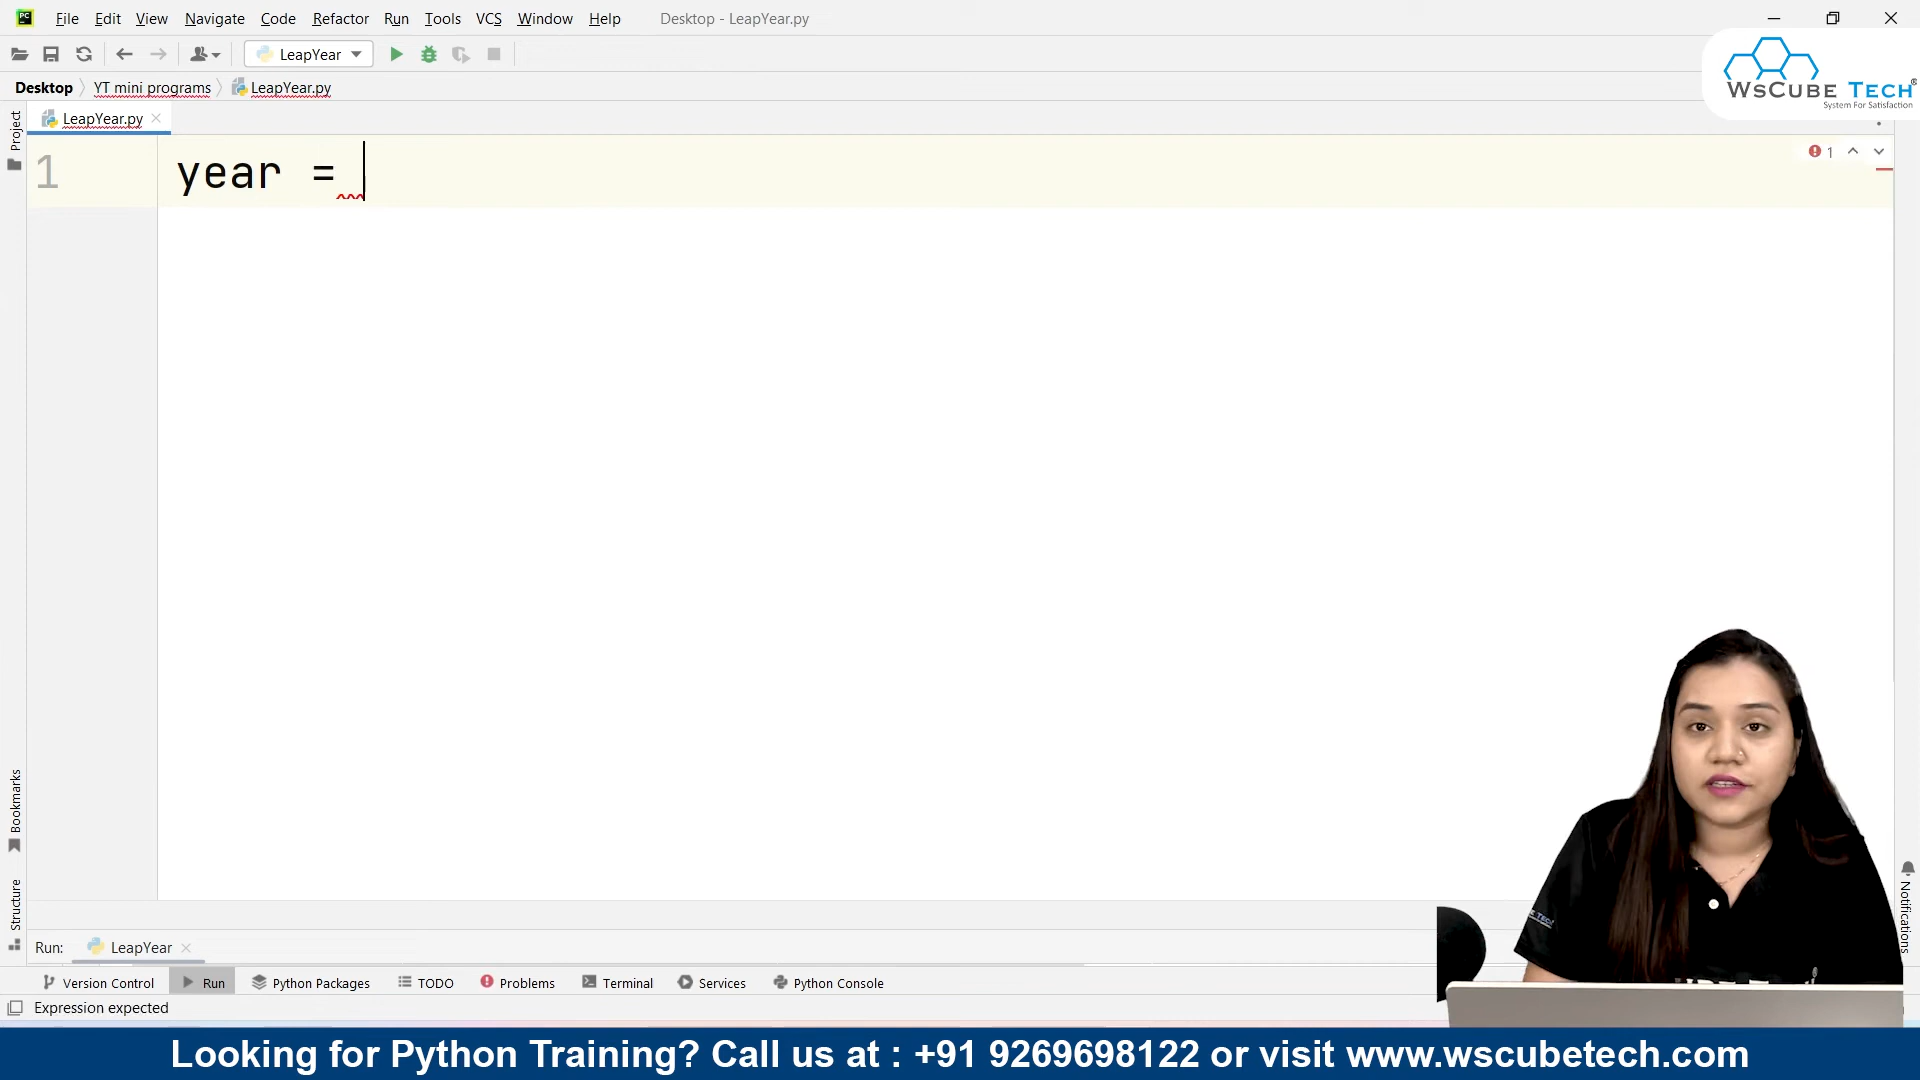 File Edit View Navigate Code Refactor Run Tools VCS Window Help Desktop - LeapYear.py
LeapYear
WsCube Tech®
System For Satisfaction
Desktop YT mini programs LeapYear.py
LeapYear.py
Project
1 year =
1
Bookmarks
Structure
Notifications
Run: LeapYear
Version Control Run Python Packages TODO Problems Terminal Services Python Console
Expression expected
Looking for Python Training? Call us at : +91 9269698122 or visit www.wscubetech.com